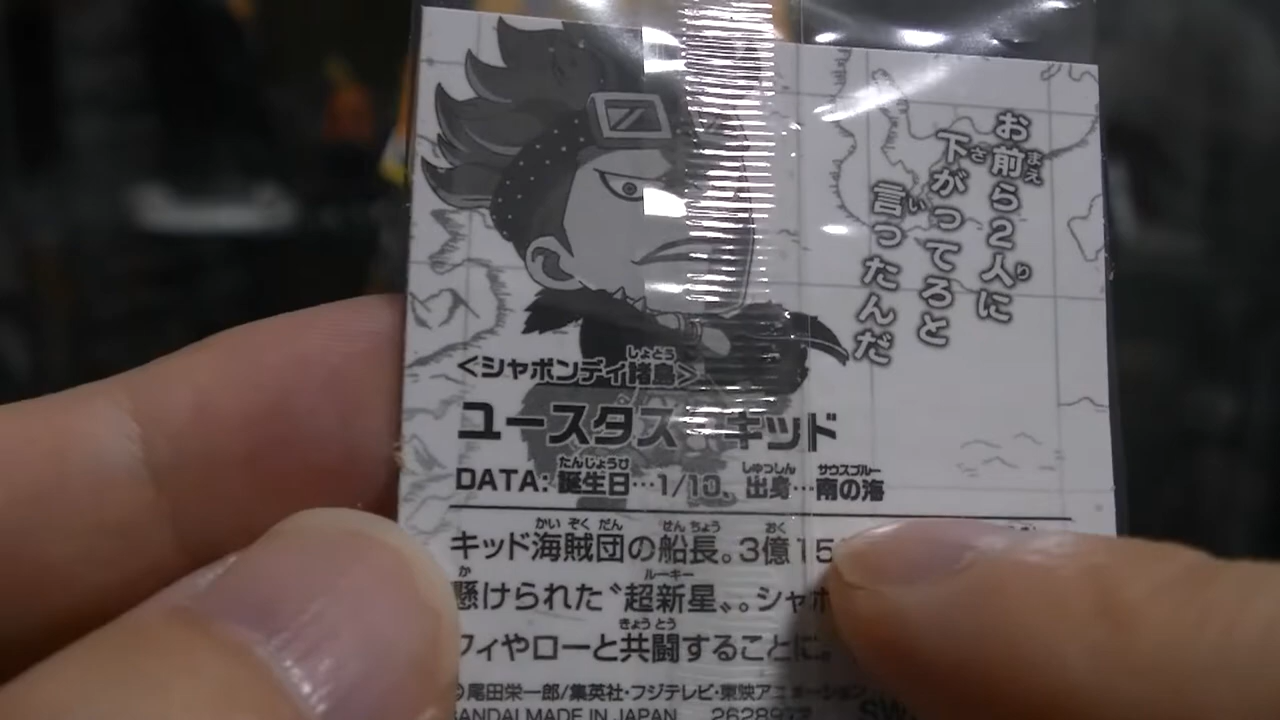 お前ら2人に
下がってろと
言ったんだ
<シャボンディ諸島>
ユースタス・キッド
DATA: 誕生日…1/10、出身…南の海
キッド海賊団の船長。3億15
懸けられた〝超新星〟。シャボ
フィやローと共闘することに。
©尾田栄一郎/集英社・フジテレビ・東映アニメーション
BANDAI MADE IN JAPAN 26289